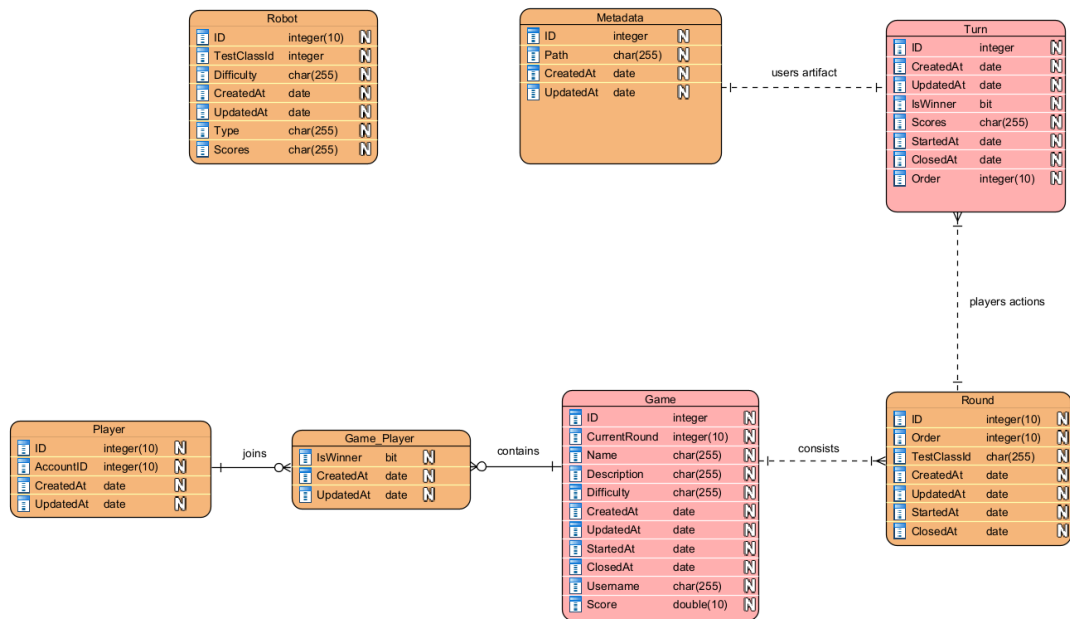 Robot
ID integer(10) N
TestClassId integer N
Difficulty char(255) N
CreatedAt date N
UpdatedAt date N
Type char(255) N
Scores char(255) N
Metadata
ID integer N
Path char(255) N
CreatedAt date N
UpdatedAt date N
users artifact
Turn
ID integer N
CreatedAt date N
UpdatedAt date N
IsWinner bit N
Scores char(255) N
StartedAt date N
ClosedAt date N
Order integer(10) N
players actions
Player
ID integer(10) N
AccountID integer(10) N
CreatedAt date N
UpdatedAt date N
joins
Game_Player
IsWinner bit N
CreatedAt date N
UpdatedAt date N
contains
Game
ID integer N
CurrentRound integer(10) N
Name char(255) N
Description char(255) N
Difficulty char(255) N
CreatedAt date N
UpdatedAt date N
StartedAt date N
ClosedAt date N
Username char(255) N
Score double(10) N
consists
Round
ID integer(10) N
Order integer(10) N
TestClassId char(255) N
CreatedAt date N
UpdatedAt date N
StartedAt date N
ClosedAt date N